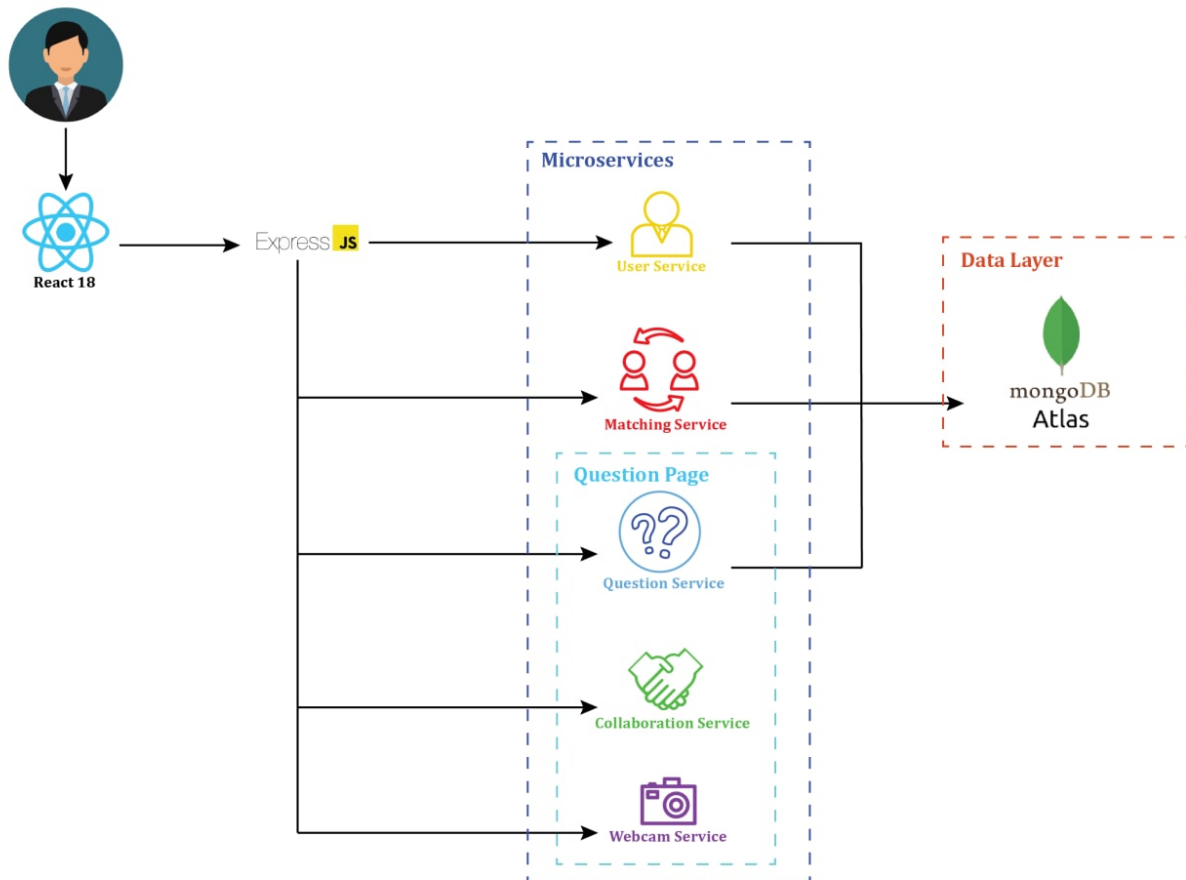 Microservices
User Service
React 18
Express JS
Data Layer
mongoDB
Atlas
Matching Service
Question Page
??
Question Service
Collaboration Service
Webcam Service